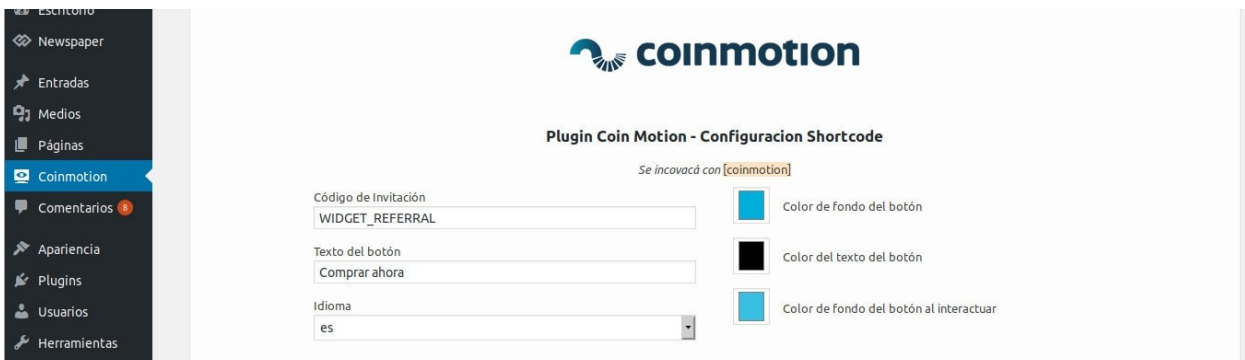 Escritorio
Newspaper
Entradas
Medios
Páginas
Coinmotion
Comentarios 8
Apariencia
Plugins
Usuarios
Herramientas
coinmotion
Plugin Coin Motion - Configuracion Shortcode
Se incovacá con [coinmotion]
Código de Invitación
WIDGET_REFERRAL
Texto del botón
Comprar ahora
Idioma
es
Color de fondo del botón
Color del texto del botón
Color de fondo del botón al interactuar